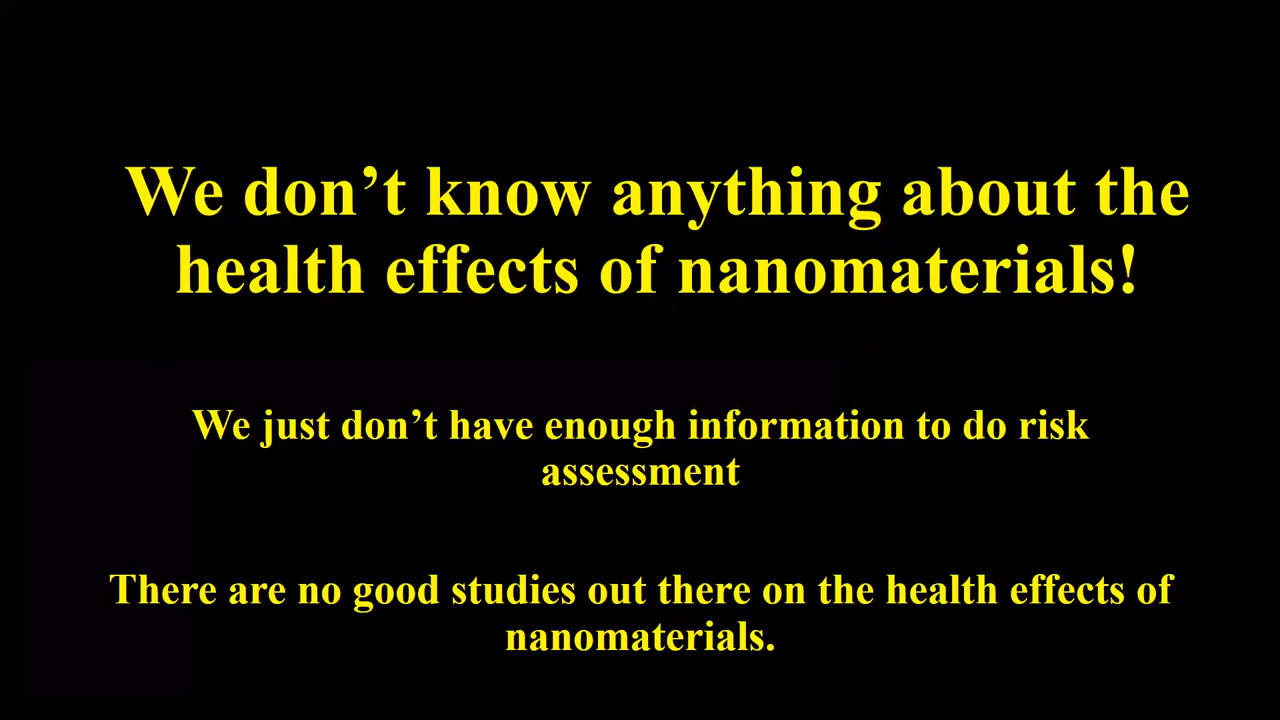 We don’t know anything about the
health effects of nanomaterials!
We just don’t have enough information to do risk
assessment
There are no good studies out there on the health effects of
nanomaterials.